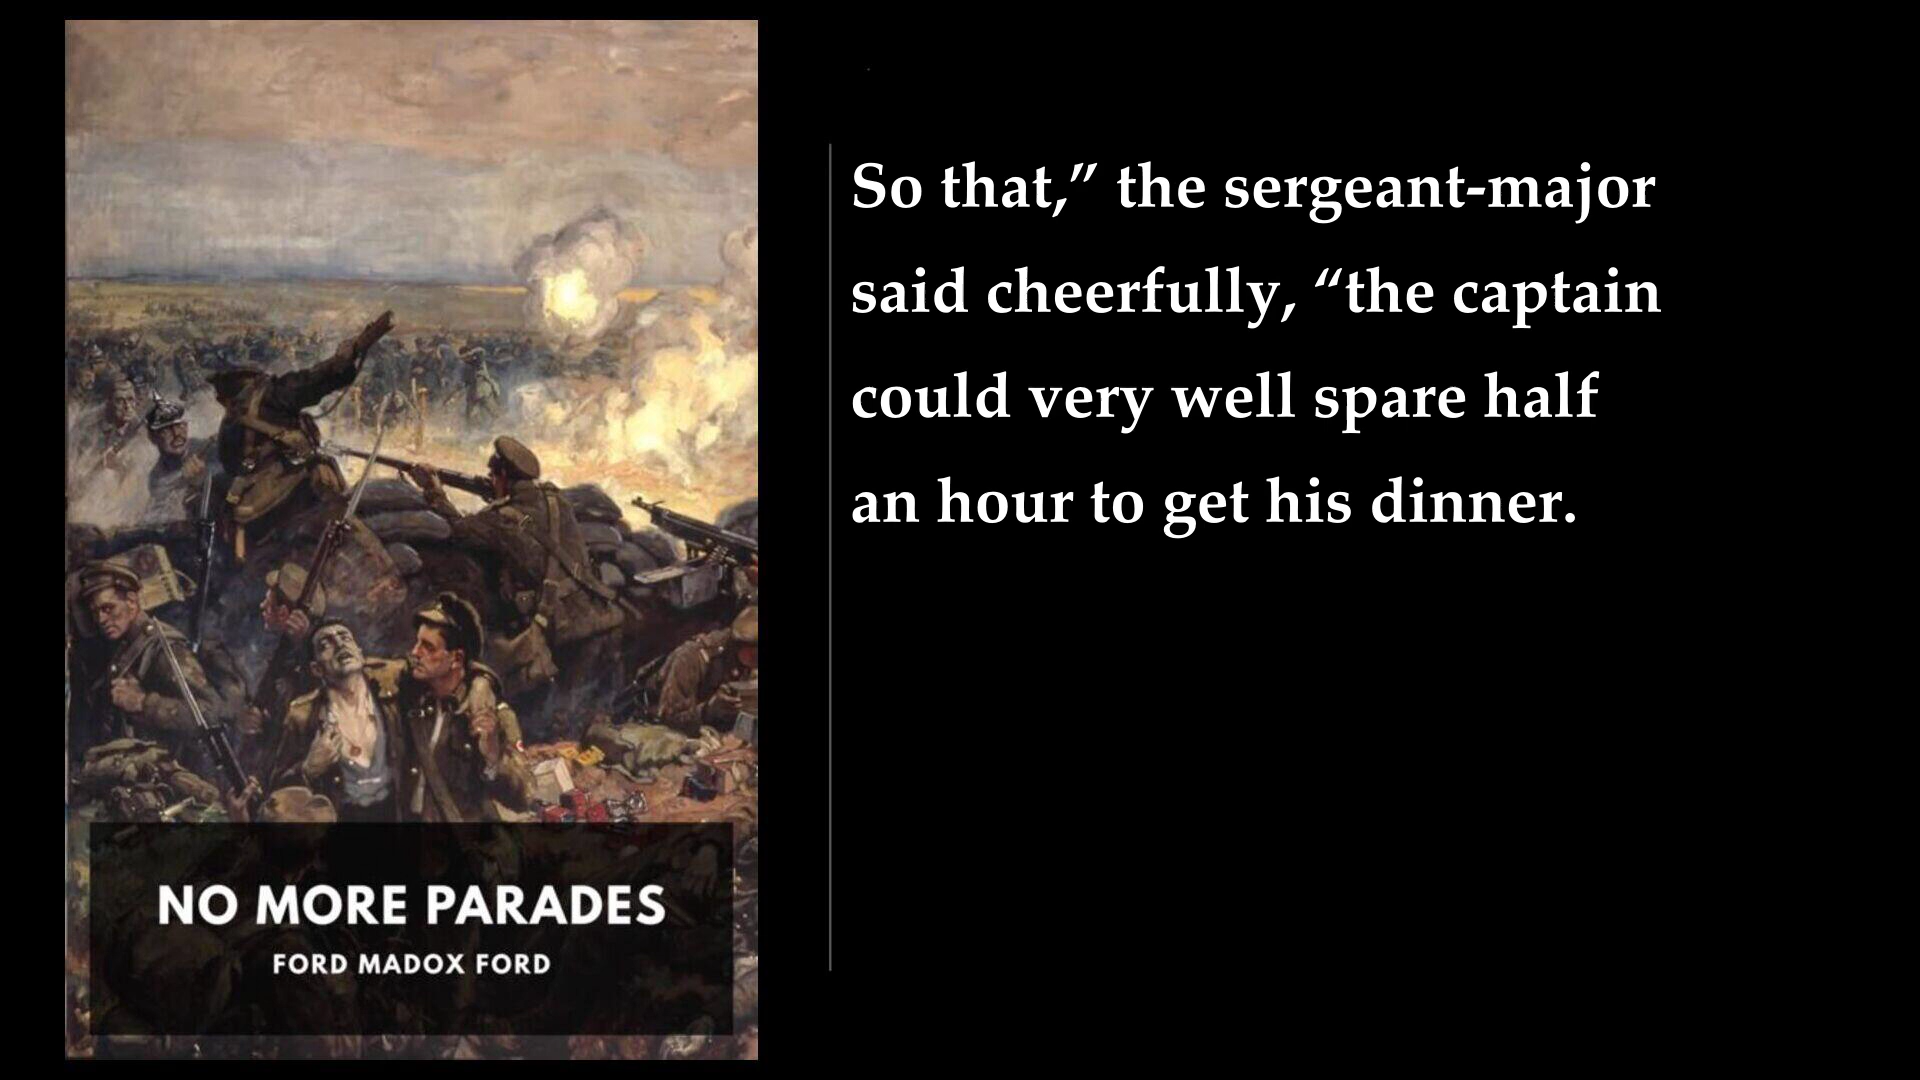 So that,” the sergeant-major
said cheerfully, “the captain
could very well spare half
an hour to get his dinner.
NO MORE PARADES
FORD MADOX FORD